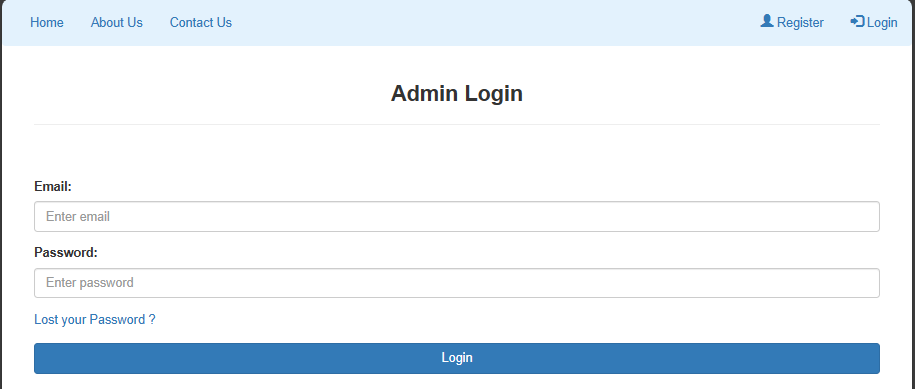 Home About Us Contact Us Register Login
Admin Login
Email:
Enter email
Password:
Enter password
Lost your Password ?
Login